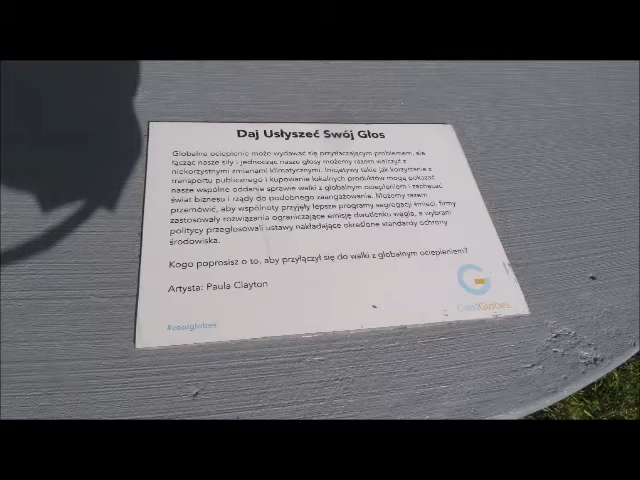 Daj Usłyszeć Swój Głos
Globalne ocieplenie może wydawać się przytłaczającym problemem, ale
łącząc nasze siły i jednocząc nasze głosy możemy razem walczyć z
niekorzystnymi zmianami klimatycznymi. Inicjatywy takie jak korzystanie z
transportu publicznego i kupowanie lokalnych produktów mogą pokazać
nasze wspólne oddanie sprawie walki z globalnym ociepleniem i zachęcać
świat biznesu i rządy do podobnego zaangażowania. Możemy razem
przemówić, aby wspólnoty przyjęły lepsze programy segregacji śmieci, firmy
zastosowały rozwiązania ograniczające emisję dwutlenku węgla, a wybrani
politycy przegłosowali ustawy nakładające określone standardy ochrony
środowiska.
Kogo poprosisz o to, aby przyłączył się do walki z globalnym ociepleniem?
Artysta: Paula Clayton
G
CoolGlobes
#coolglobes